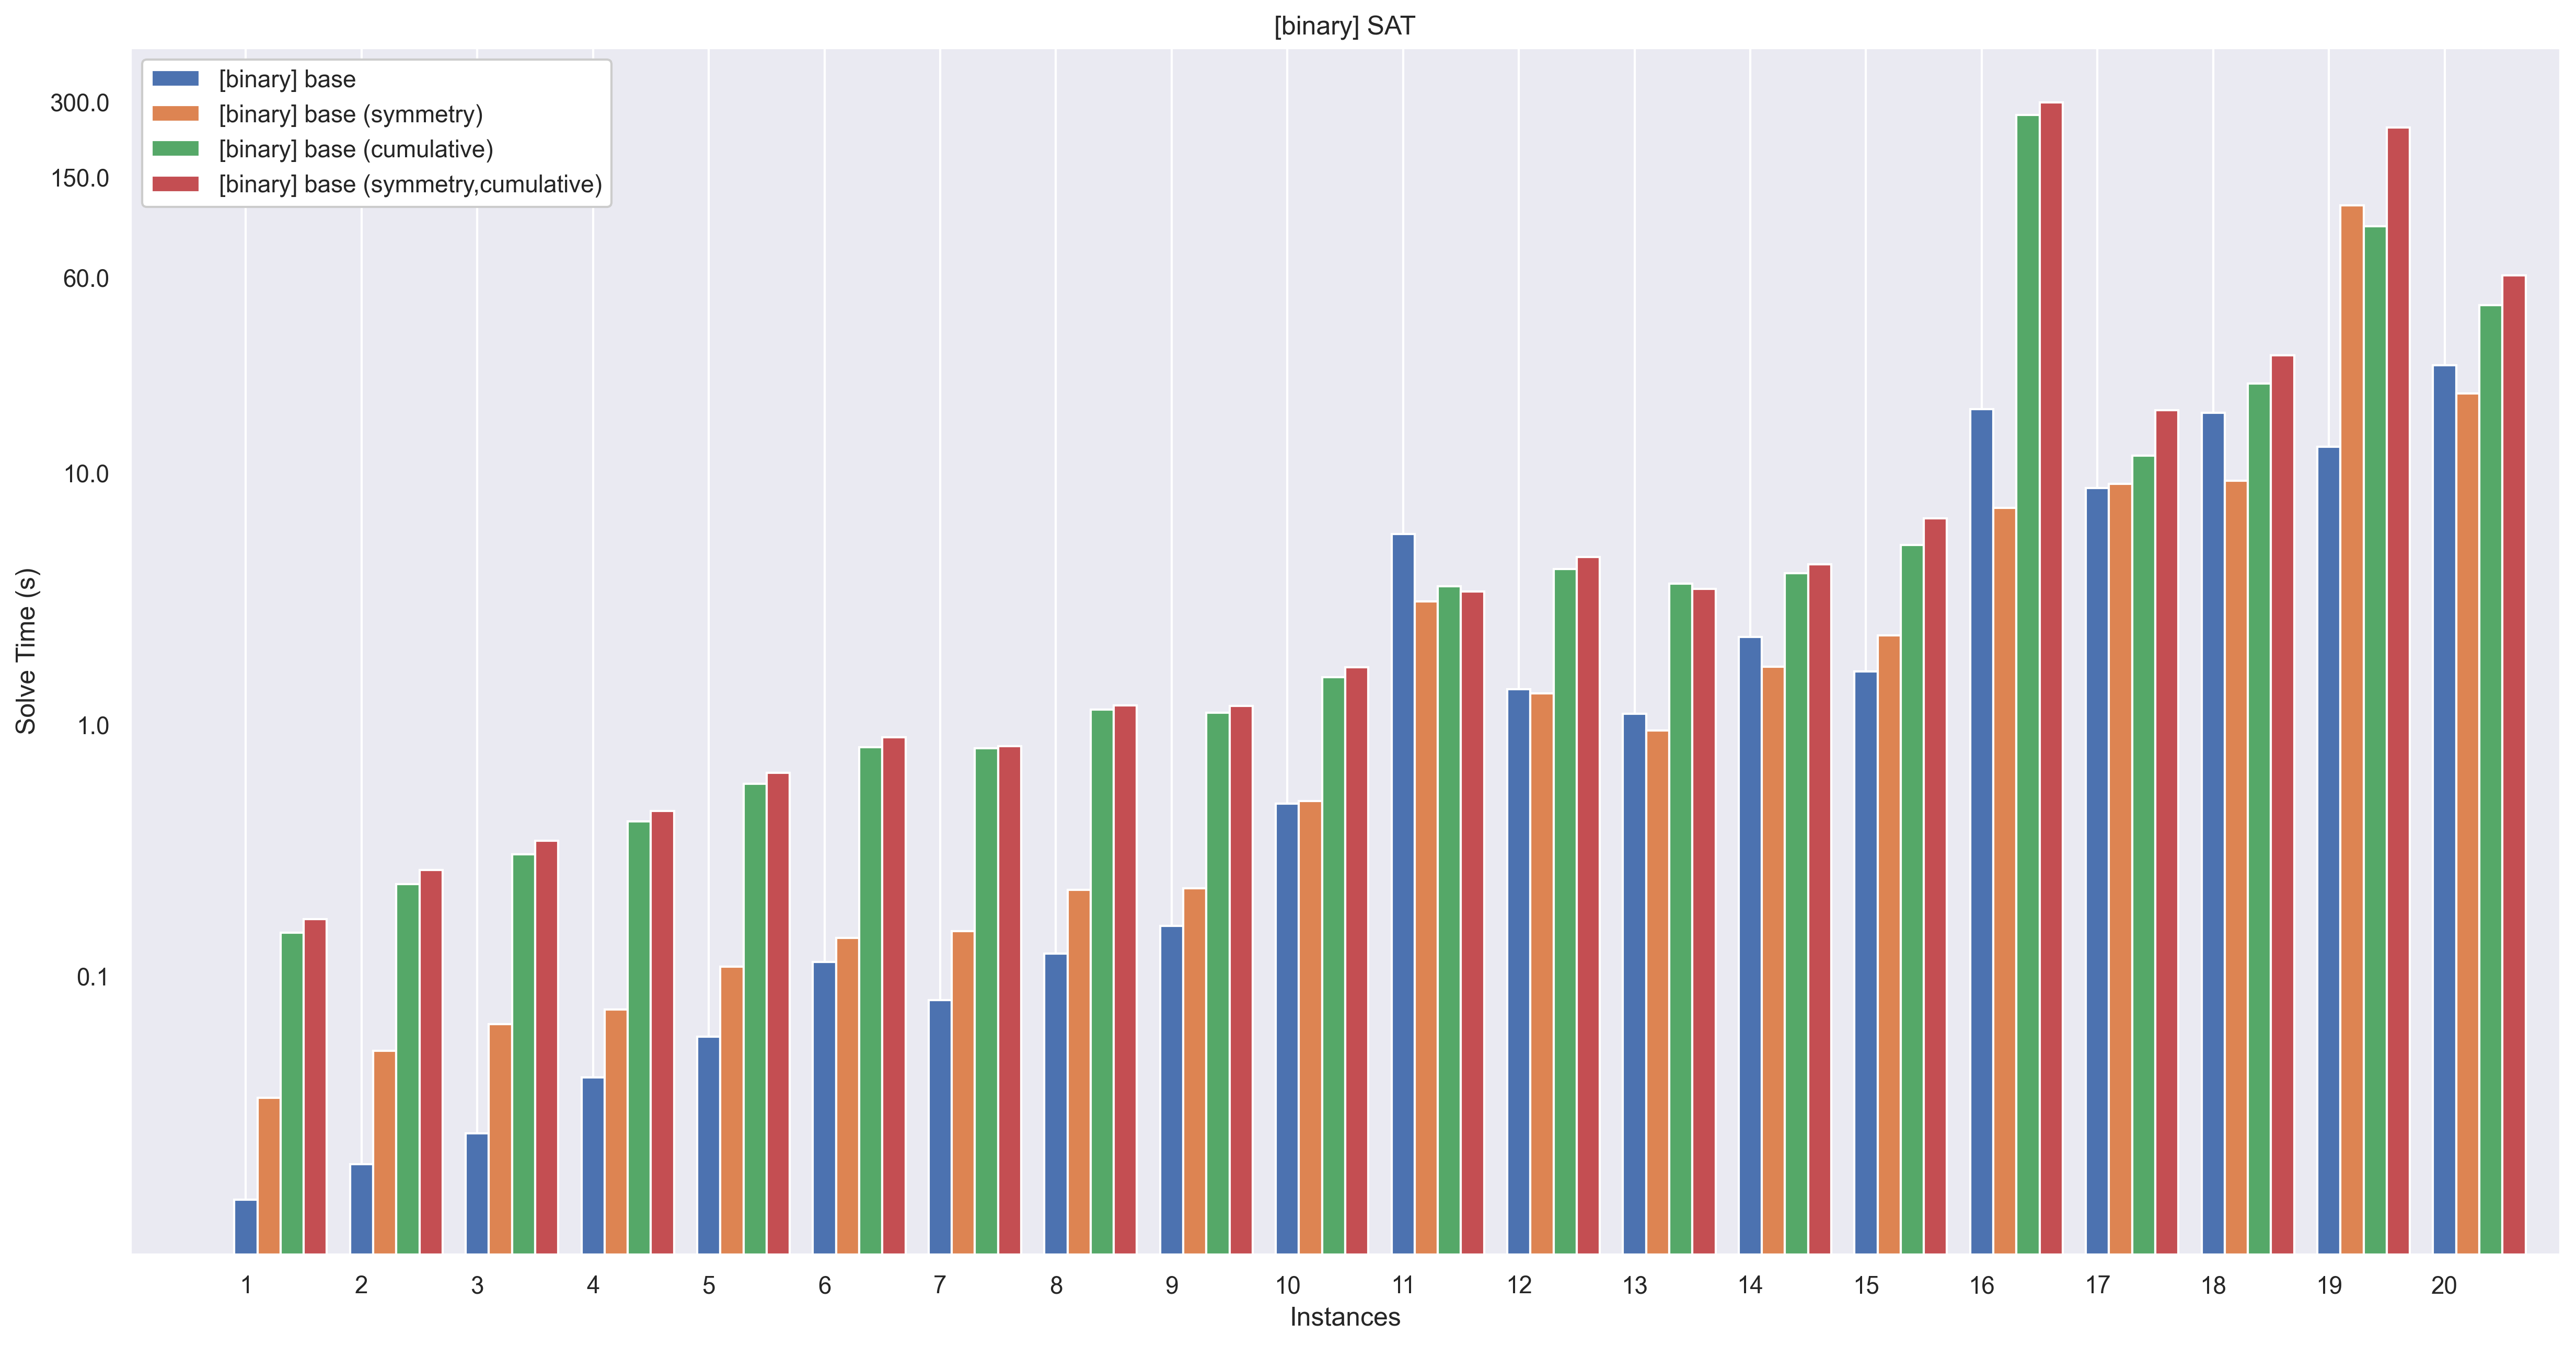 [binary] SAT
[binary] base
[binary] base (symmetry)
[binary] base (cumulative)
[binary] base (symmetry,cumulative)
300.0
150.0
60.0
10.0
1.0
0.1
Solve Time (s)
1 2 3 4 5 6 7 8 9 10 11 12 13 14 15 16 17 18 19 20
Instances